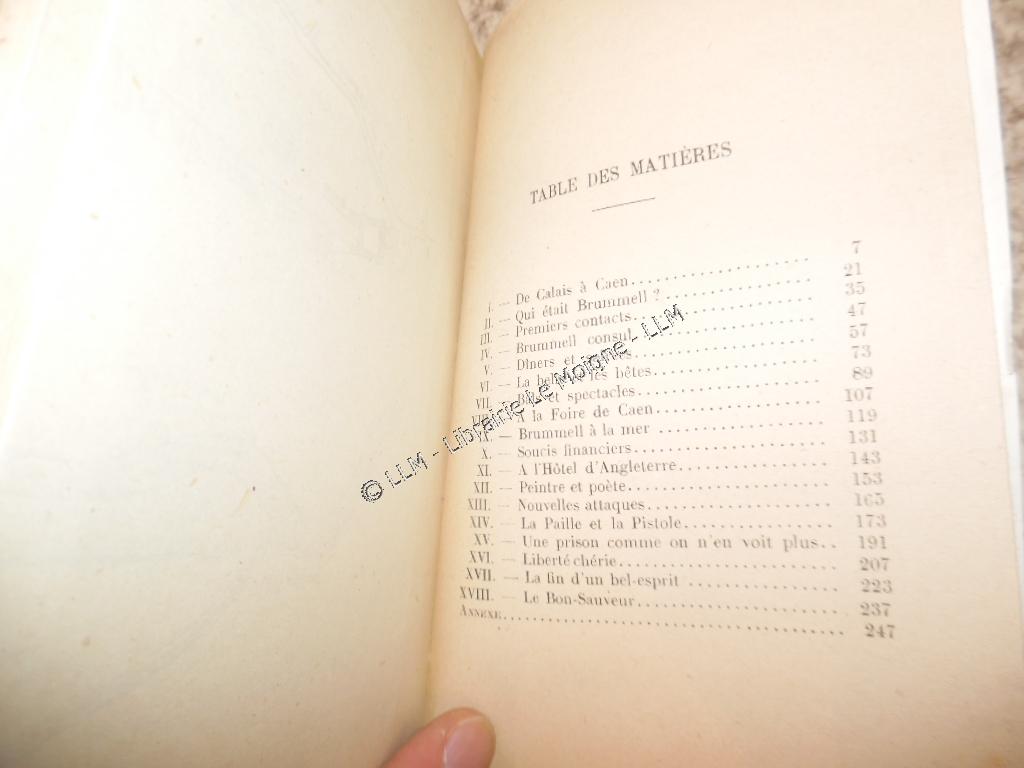 TABLE DES MATIÈRES
I. — De Calais à Caen........................ 7
II. — Qui était Brummell ?.................... 21
III. — Premiers contacts...................... 35
IV. — Brummell consul........................ 47
V. — Dîners et ........................ 57
VI. — La belle et les bêtes.................... 73
VII. — et spectacles.................... 89
VIII. — A la Foire de Caen.................. 107
IX. — Brummell à la mer .................... 119
X. — Soucis financiers...................... 131
XI. — A l'Hôtel d'Angleterre.................. 143
XII. — Peintre et poète...................... 153
XIII. — Nouvelles attaques.................... 165
XIV. — La Paille et la Pistole.................. 173
XV. — Une prison comme on n'en voit plus.. 191
XVI. — Liberté chérie...................... 207
XVII. — La fin d'un bel-esprit .................. 223
XVIII. — Le Bon-Sauveur.................... 237
ANNEXE.................................... 247
© LLM - Librairie Le Moigne - LLM